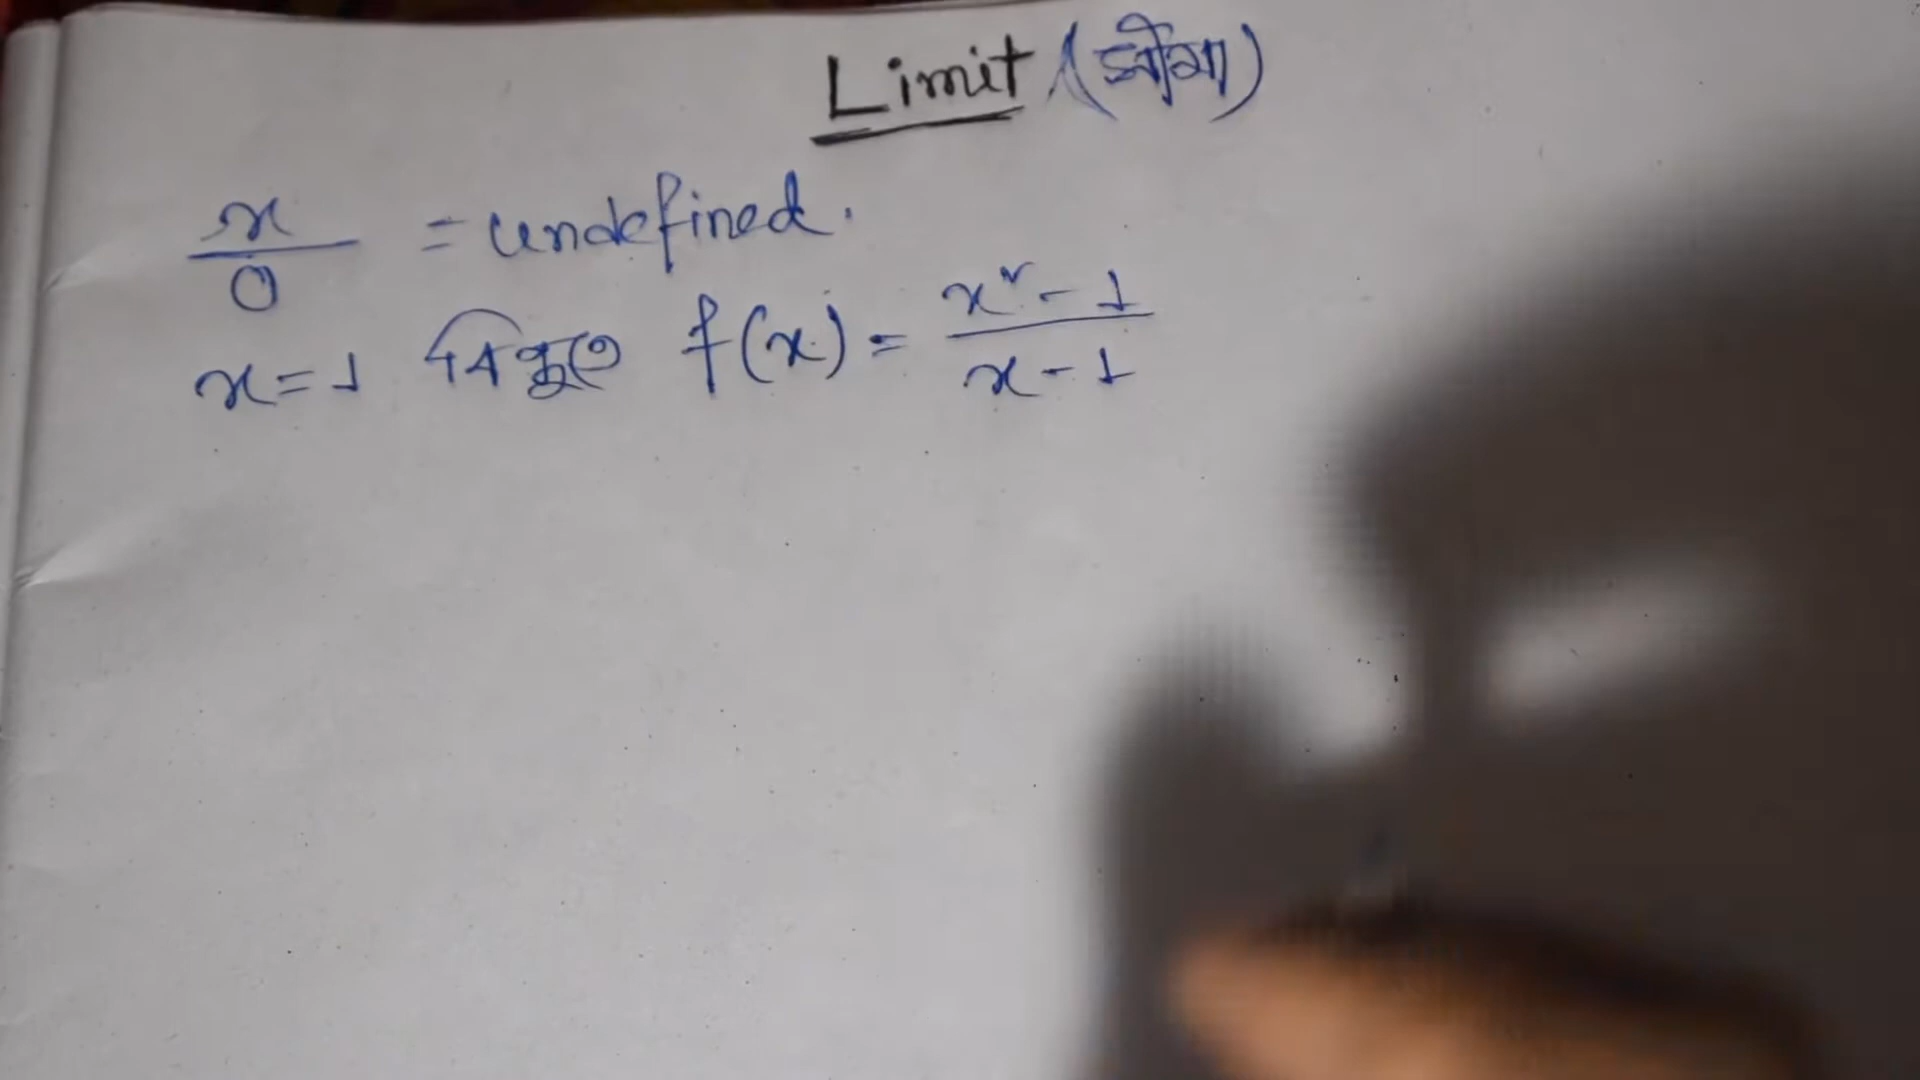 Limit (সীমা)
x/0 = undefined.
x=1 বিন্দুতে f(x) = x²-1/x-1